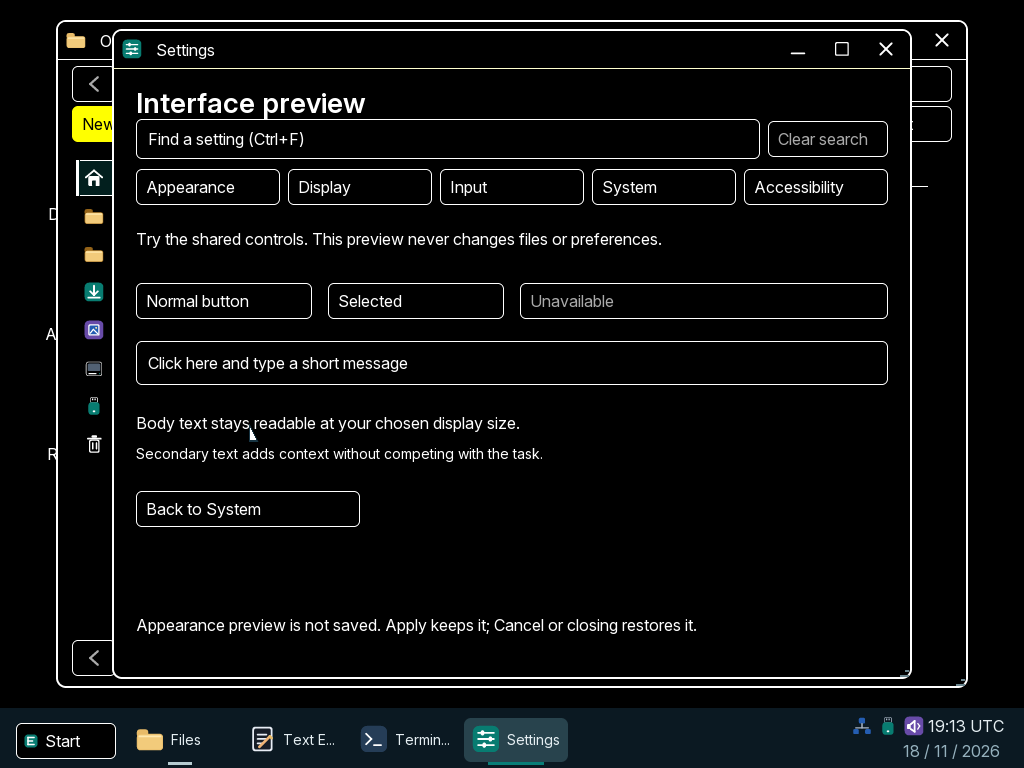 Settings
Interface preview
Find a setting (Ctrl+F)
Clear search
Appearance
Display
Input
System
Accessibility
Try the shared controls. This preview never changes files or preferences.
Normal button
Selected
Unavailable
Click here and type a short message
Body text stays readable at your chosen display size.
Secondary text adds context without competing with the task.
Back to System
Appearance preview is not saved. Apply keeps it; Cancel or closing restores it.
New
Start
Files
Text E...
Termin...
Settings
19:13 UTC
18 / 11 / 2026